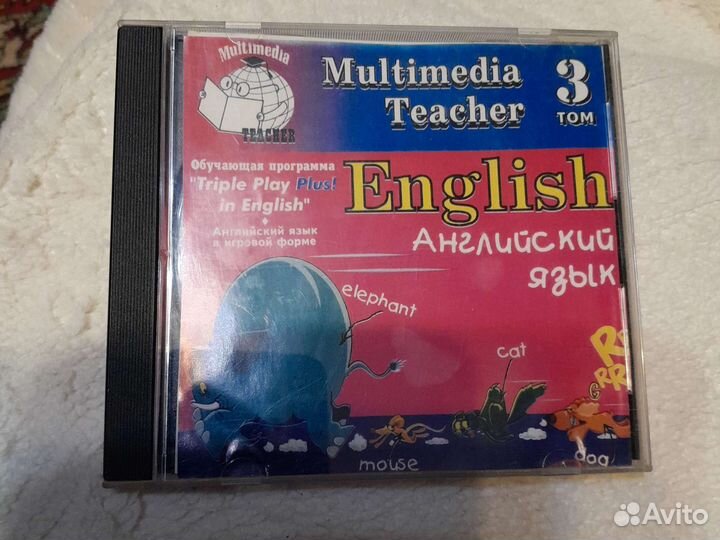 Multimedia
TEACHER
Multimedia
Teacher
3
ТОМ
Обучающая программа
"Triple Play Plus!
in English"
Английский язык
в игровой форме
English
Английский
язык
elephant
cat
mouse
dog
Avito